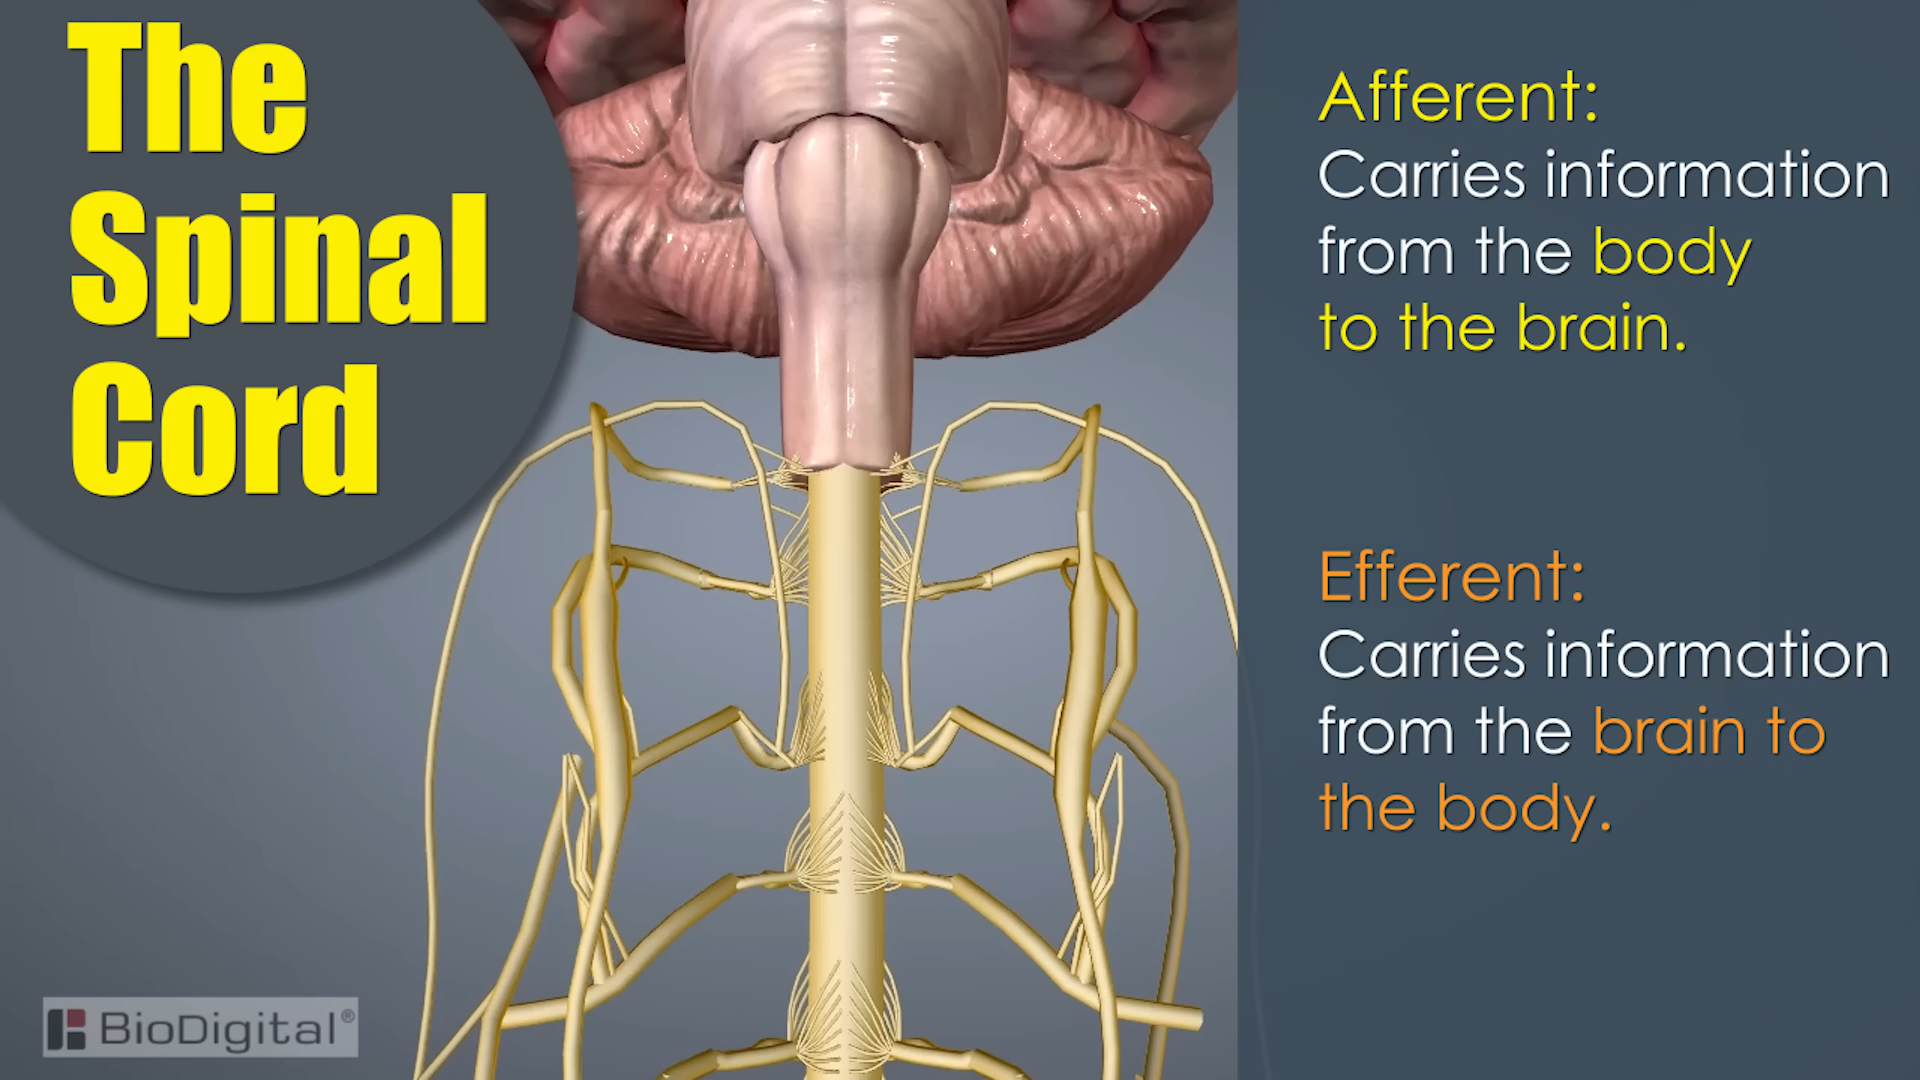 The
Spinal
Cord
Afferent:
Carries information
from the body
to the brain.
Efferent:
Carries information
from the brain to
the body.
BioDigital®